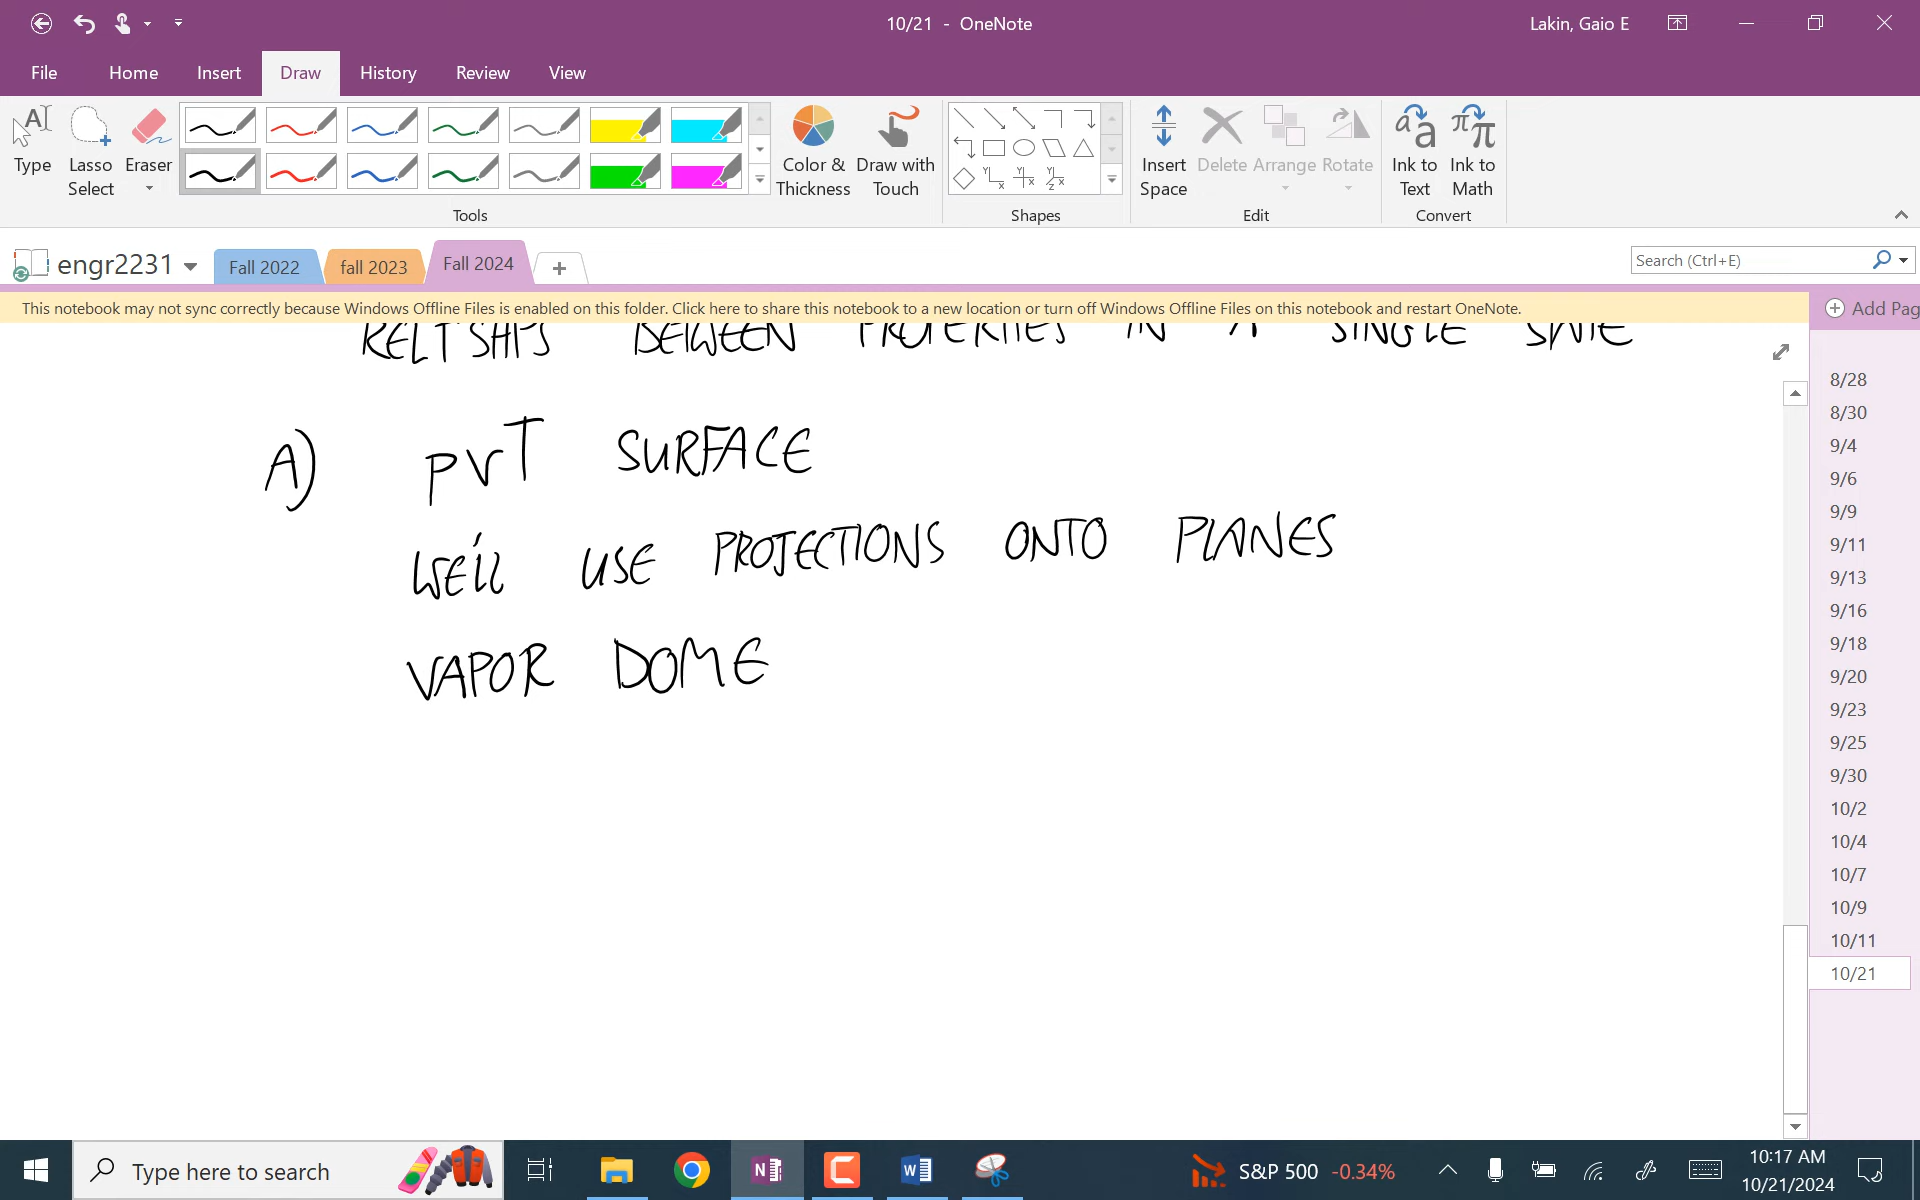 10/21 - OneNote
Lakin, Gaio E
File Home Insert Draw History Review View
Type
Lasso Select
Eraser
Color & Thickness
Draw with Touch
Insert Space
Delete
Arrange
Rotate
Ink to Text
Ink to Math
Tools Shapes Edit Convert
engr2231 Fall 2022 fall 2023 Fall 2024
Search (Ctrl+E)
This notebook may not sync correctly because Windows Offline Files is enabled on this folder. Click here to share this notebook to a new location or turn off Windows Offline Files on this notebook and restart OneNote.
Add Pag
RELT'SHPS BETWEEN PROPERTIES IN A SINGLE STATE
A) pvT SURFACE
WE'LL USE PROJECTIONS ONTO PLANES
VAPOR DOME
8/28
8/30
9/4
9/6
9/9
9/11
9/13
9/16
9/18
9/20
9/23
9/25
9/30
10/2
10/4
10/7
10/9
10/11
10/21
Type here to search
S&P 500 -0.34%
10:17 AM
10/21/2024